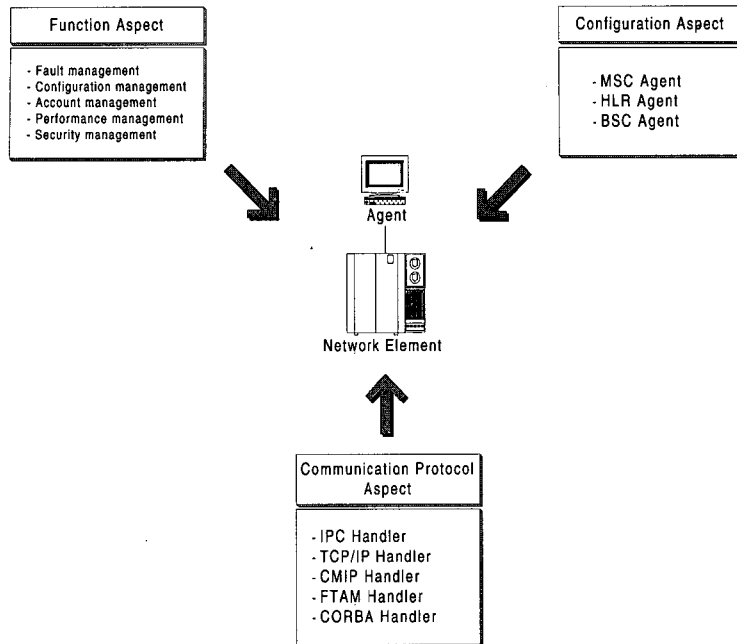 Function Aspect
- Fault management
- Configuration management
- Account management
- Performance management
- Security management
Configuration Aspect
- MSC Agent
- HLR Agent
- BSC Agent
Agent
Network Element
Communication Protocol
Aspect
- IPC Handler
- TCP/IP Handler
- CMIP Handler
- FTAM Handler
- CORBA Handler